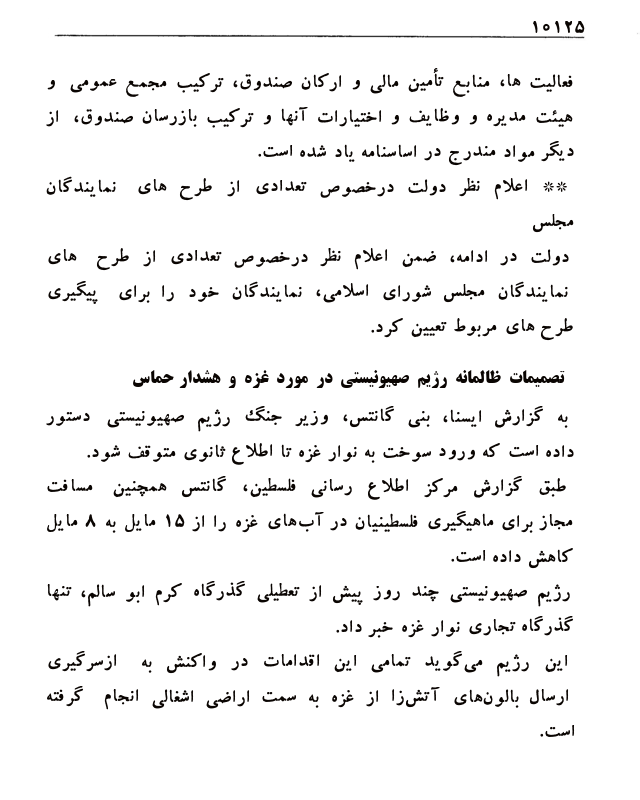 ۱۰۱۲۵
فعالیت ها، منابع تأمین مالی و ارکان صندوق، ترکیب مجمع عمومی و
هیئت مدیره و وظایف و اختیارات آنها و ترکیب بازرسان صندوق، از
دیگر مواد مندرج در اساسنامه یاد شده است.
** اعلام نظر دولت درخصوص تعدادی از طرح های نمایندگان
مجلس
دولت در ادامه، ضمن اعلام نظر درخصوص تعدادی از طرح های
نمایندگان مجلس شورای اسلامی، نمایندگان خود را برای پیگیری
طرح های مربوط تعیین کرد.
تصمیمات ظالمانه رژیم صهیونیستی در مورد غزه و هشدار حماس
به گزارش ایسنا، بنی گانتس، وزیر جنگ رژیم صهیونیستی دستور
داده است که ورود سوخت به نوار غزه تا اطلاع ثانوی متوقف شود.
طبق گزارش مرکز اطلاع رسانی فلسطین، گانتس همچنین مسافت
مجاز برای ماهیگیری فلسطینیان در آب‌های غزه را از ۱۵ مایل به ۸ مایل
کاهش داده است.
رژیم صهیونیستی چند روز پیش از تعطیلی گذرگاه کرم ابو سالم، تنها
گذرگاه تجاری نوار غزه خبر داد.
این رژیم می‌گوید تمامی این اقدامات در واکنش به ازسرگیری
ارسال بالون‌های آتش‌زا از غزه به سمت اراضی اشغالی انجام گرفته
است.